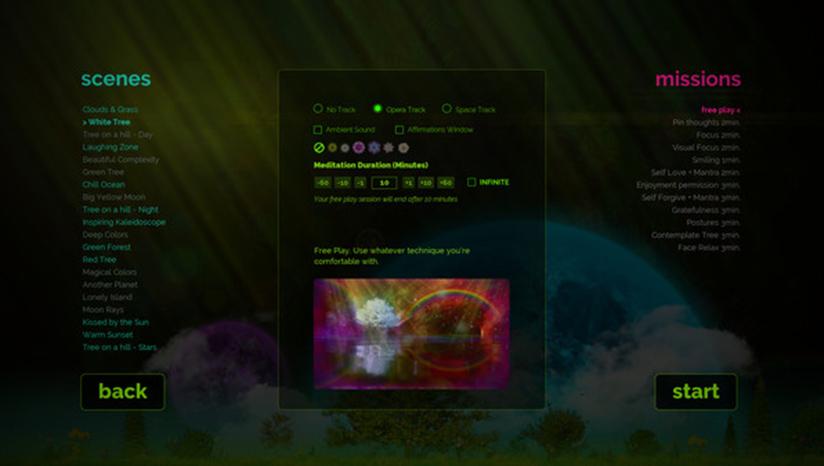 scenes
Clouds & Grass
> White Tree
Tree on a hill - Day
Laughing Zone
Beautiful Complexity
Green Tree
Chill Ocean
Big Yellow Moon
Tree on a hill - Night
Inspiring Kaleidoscope
Deep Colors
Green Forest
Red Tree
Magical Colors
Another Planet
Lonely Island
Moon Rays
Kissed by the Sun
Warm Sunset
Tree on a hill - Stars
back
No Track Opera Track Space Track
Ambient Sound Affirmations Window
Meditation Duration (Minutes)
-60 -10 -1 10 +1 +10 +60 INFINITE
Your free play session will end after 10 minutes
Free Play. Use whatever technique you're
comfortable with.
missions
free play x
Pin thoughts 2min.
Focus 2min.
Visual Focus 2min.
Smiling 1min.
Self Love + Mantra 2min.
Enjoyment permission 3min.
Self Forgive + Mantra 3min.
Gratefulness 3min.
Postures 3min.
Contemplate Tree 3min.
Face Relax 3min.
start